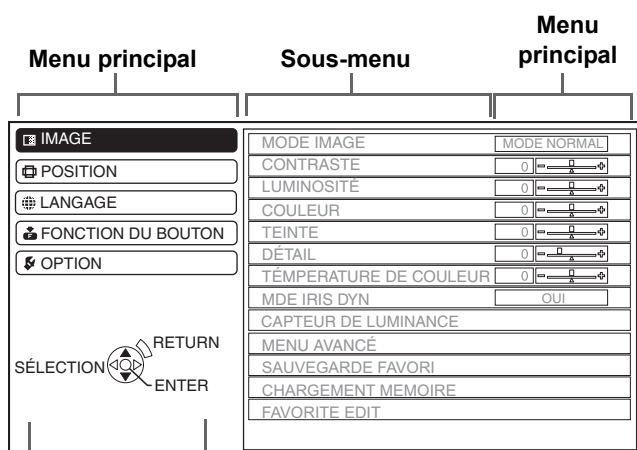 Menu principal
Sous-menu
Menu
principal
IMAGE
POSITION
LANGAGE
FONCTION DU BOUTON
OPTION
SÉLECTION
RETURN
ENTER
MODE IMAGE MODE NORMAL
CONTRASTE 0
LUMINOSITÉ 0
COULEUR 0
TEINTE 0
DÉTAIL 0
TÉMPERATURE DE COULEUR 0
MDE IRIS DYN OUI
CAPTEUR DE LUMINANCE
MENU AVANCÉ
SAUVEGARDE FAVORI
CHARGEMENT MEMOIRE
FAVORITE EDIT